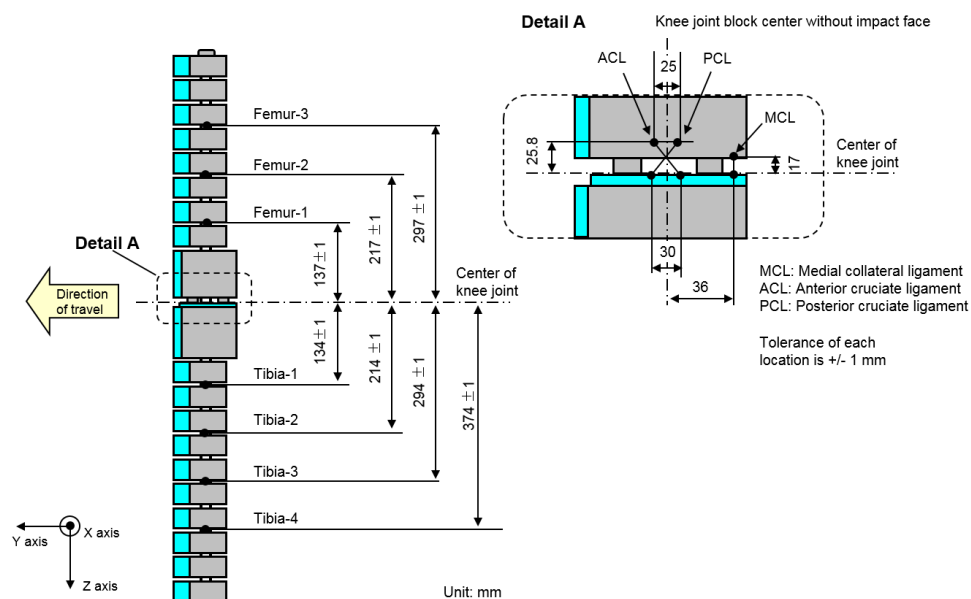 Detail A
Knee joint block center without impact face
ACL
PCL
25
MCL
25.8
17
Center of
knee joint
30
36
MCL: Medial collateral ligament
ACL: Anterior cruciate ligament
PCL: Posterior cruciate ligament
Tolerance of each
location is +/- 1 mm
Femur-3
Femur-2
Femur-1
Detail A
137 ±1
217 ±1
297 ±1
Direction
of travel
Center of
knee joint
134±1
214 ±1
294 ±1
374 ±1
Tibia-1
Tibia-2
Tibia-3
Tibia-4
X axis
Y axis
Z axis
Unit: mm